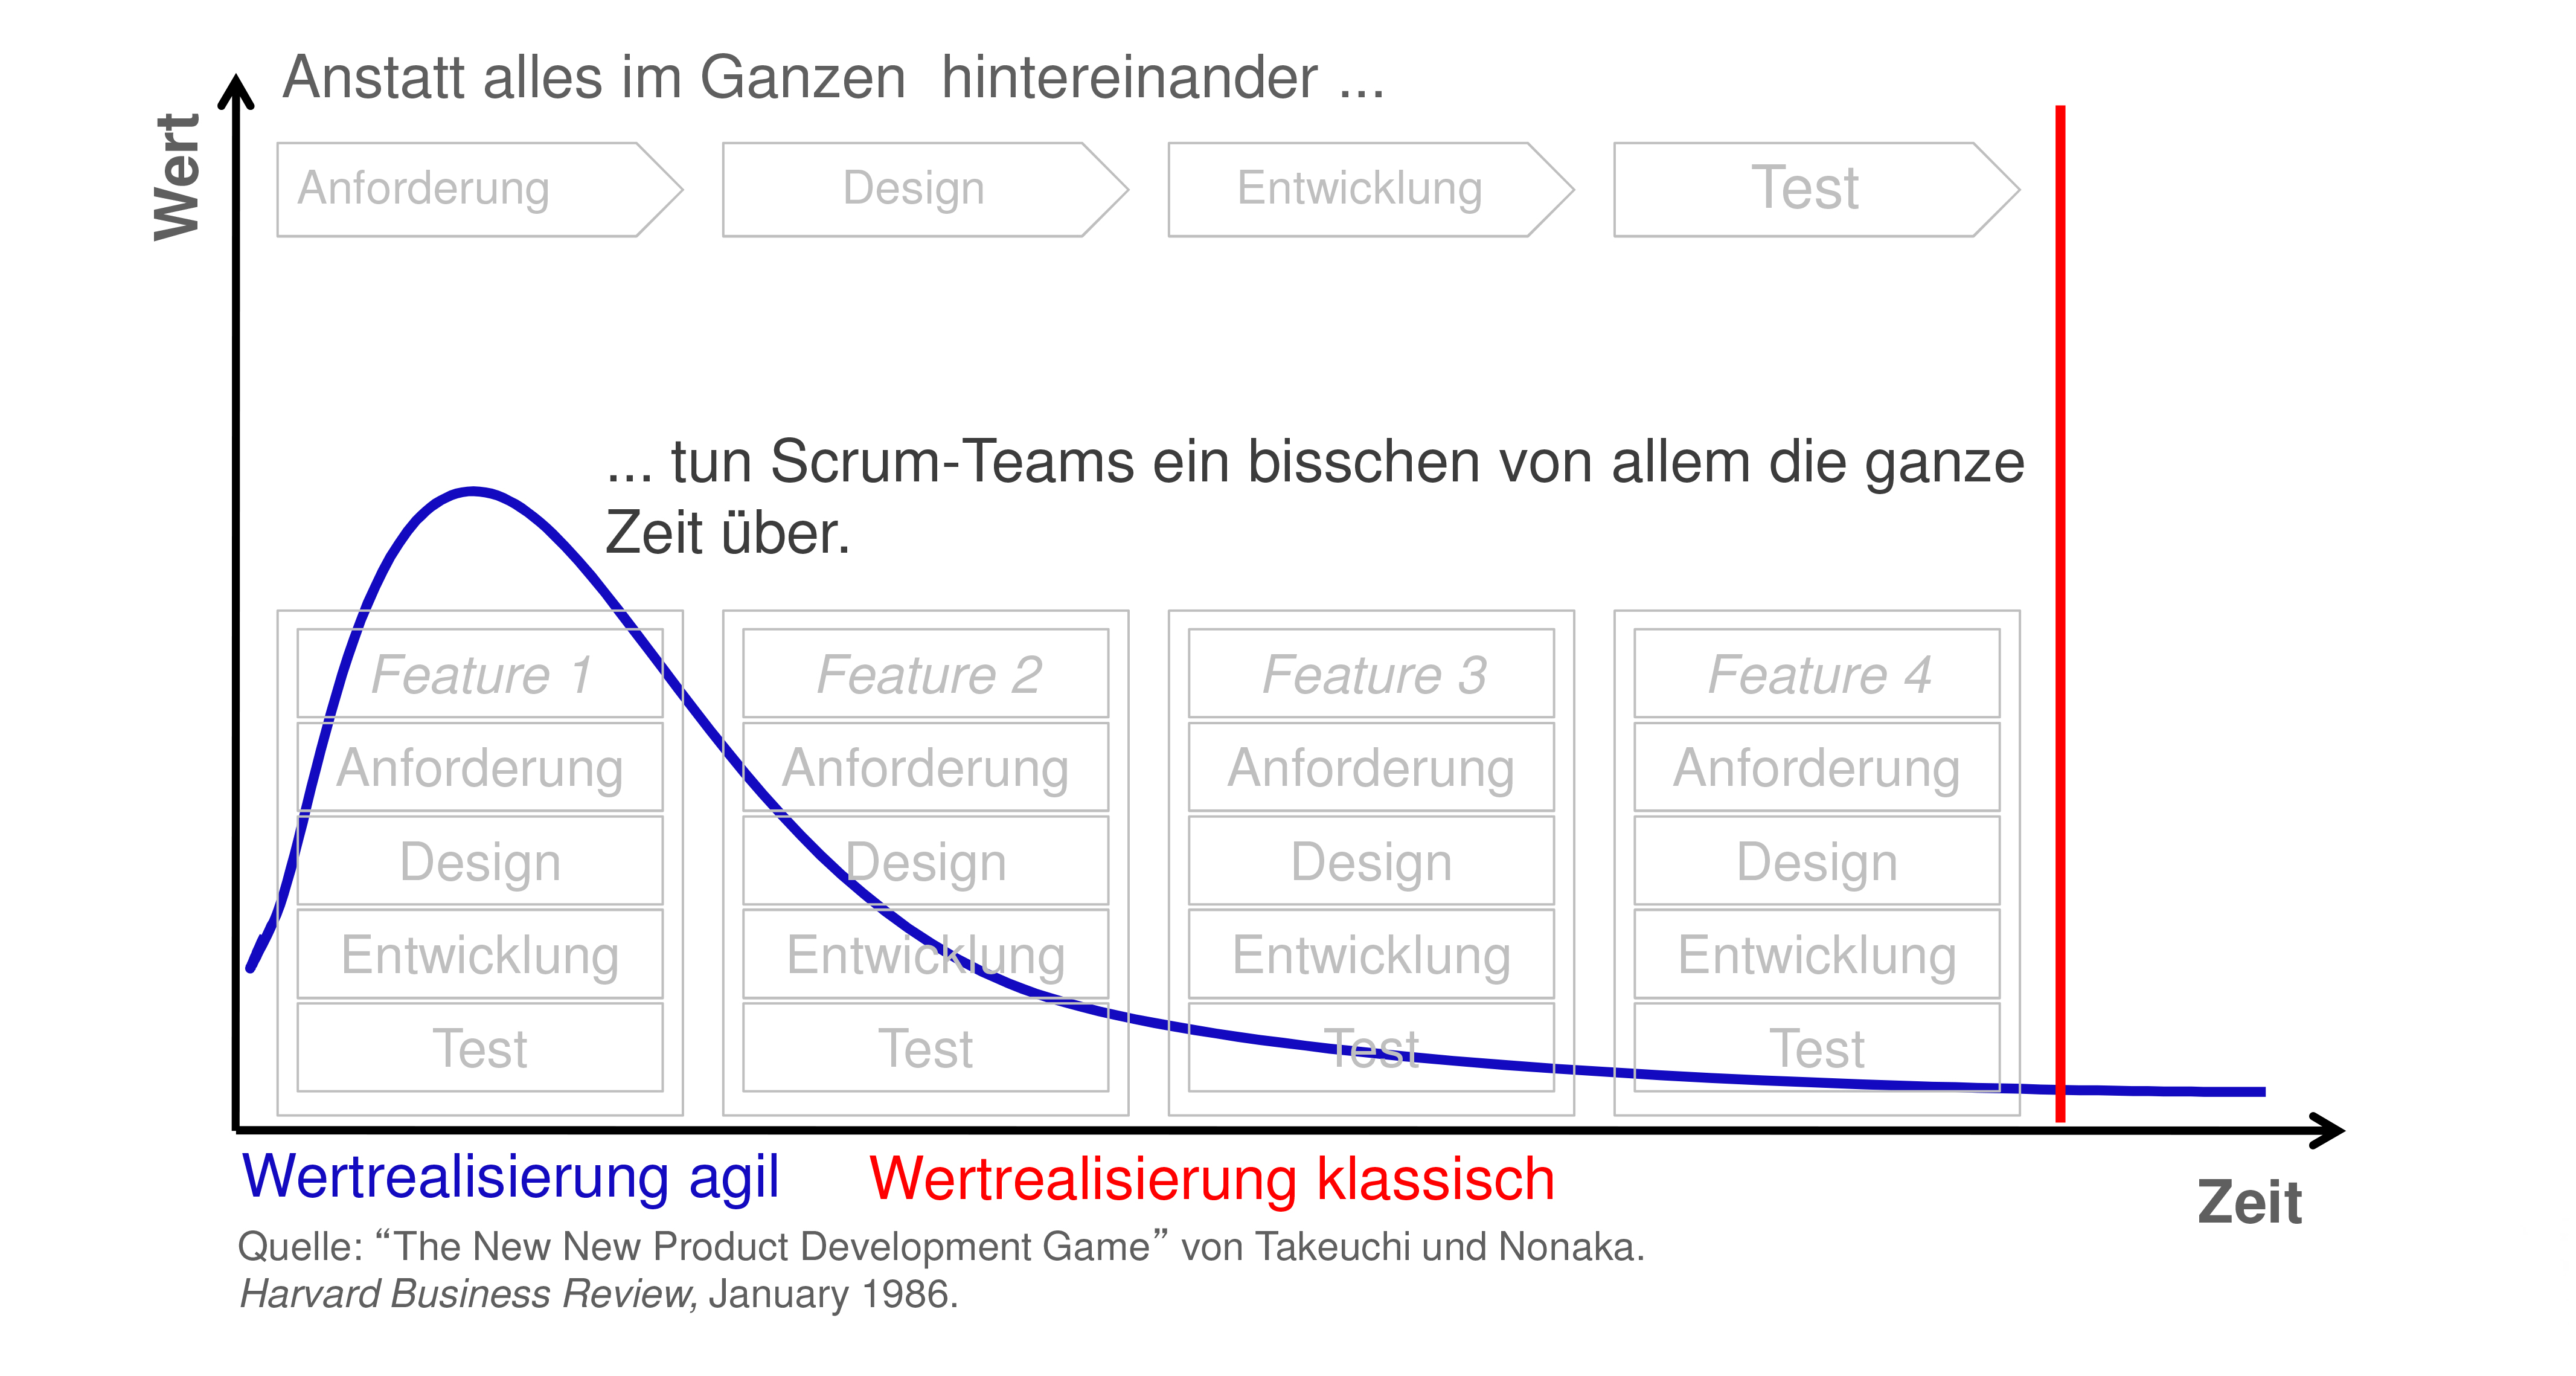 Anstatt alles im Ganzen  hintereinander ...
Wert
Anforderung
Design
Entwicklung
Test
... tun Scrum-Teams ein bisschen von allem die ganze
Zeit über.
Feature 1
Anforderung
Design
Entwicklung
Test
Feature 2
Anforderung
Design
Entwicklung
Test
Feature 3
Anforderung
Design
Entwicklung
Test
Feature 4
Anforderung
Design
Entwicklung
Test
Wertrealisierung agil
Wertrealisierung klassisch
Zeit
Quelle: “The New New Product Development Game” von Takeuchi und Nonaka.
Harvard Business Review, January 1986.